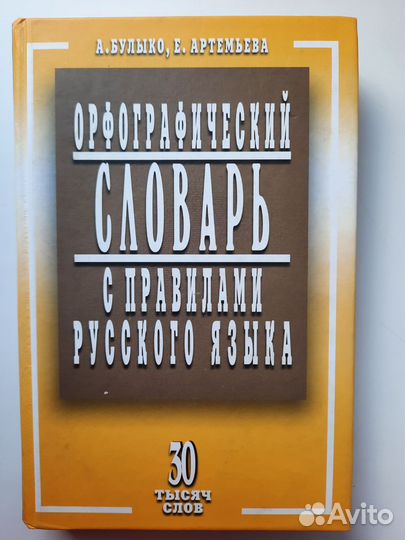 А.БУЛЫКО, Е. АРТЕМЬЕВА
ОРФОГРАФИЧЕСКИЙ
СЛОВАРЬ
С ПРАВИЛАМИ
РУССКОГО ЯЗЫКА
30
ТЫСЯЧ
СЛОВ
Avito